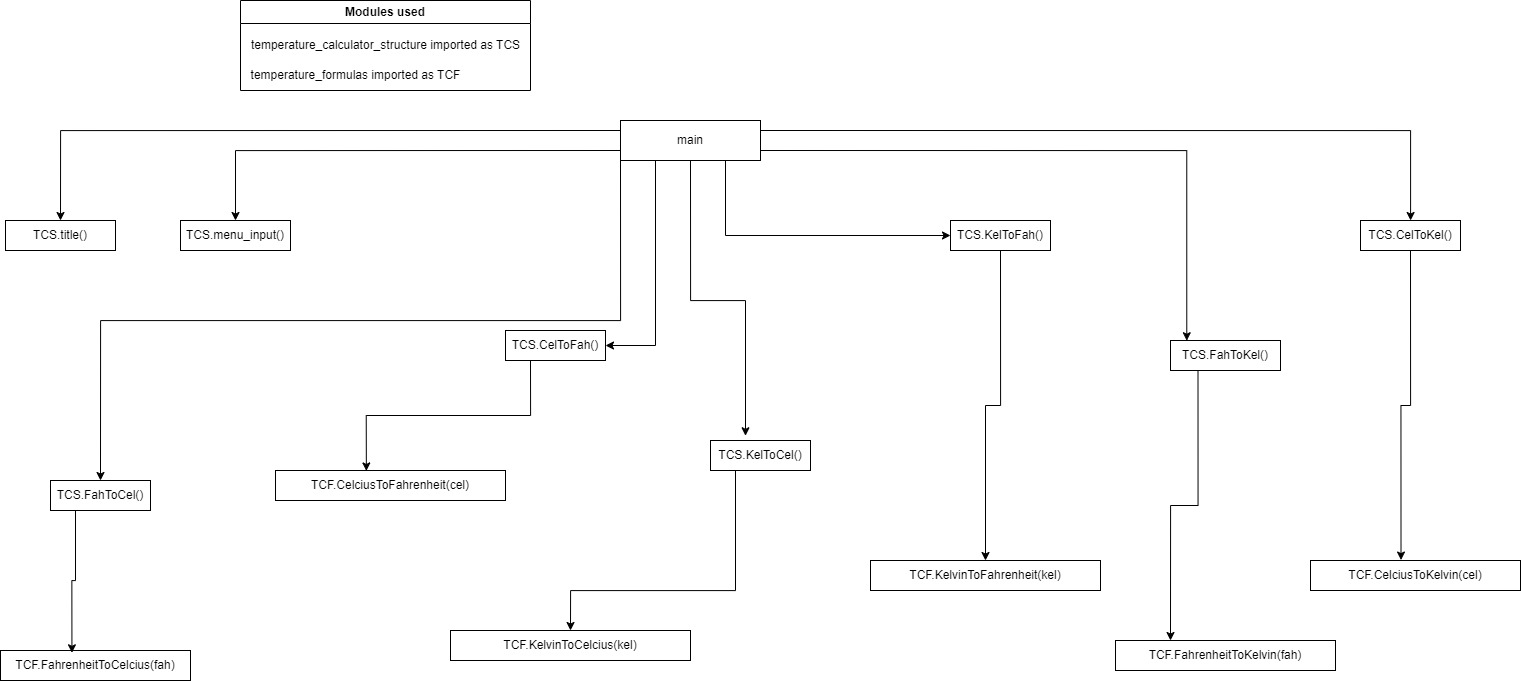 Modules used
temperature_calculator_structure imported as TCS
temperature_formulas imported as TCF
main
TCS.title()
TCS.menu_input()
TCS.KelToFah()
TCS.CelToKel()
TCS.CelToFah()
TCS.FahToKel()
TCS.KelToCel()
TCF.CelciusToFahrenheit(cel)
TCS.FahToCel()
TCF.KelvinToFahrenheit(kel)
TCF.CelciusToKelvin(cel)
TCF.KelvinToCelcius(kel)
TCF.FahrenheitToKelvin(fah)
TCF.FahrenheitToCelcius(fah)